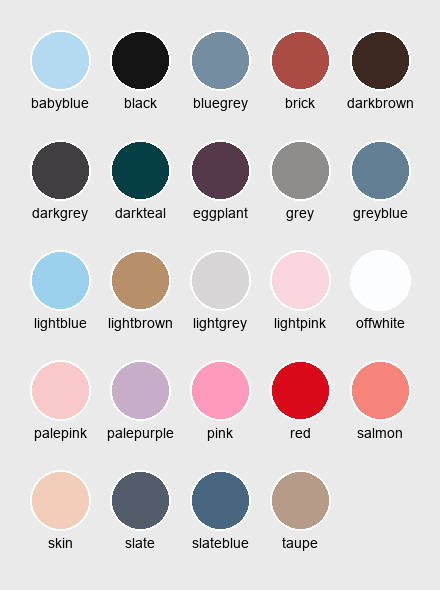 babyblue black bluegrey brick darkbrown
darkgrey darkteal eggplant grey greyblue
lightblue lightbrown lightgrey lightpink offwhite
palepink palepurple pink red salmon
skin slate slateblue taupe